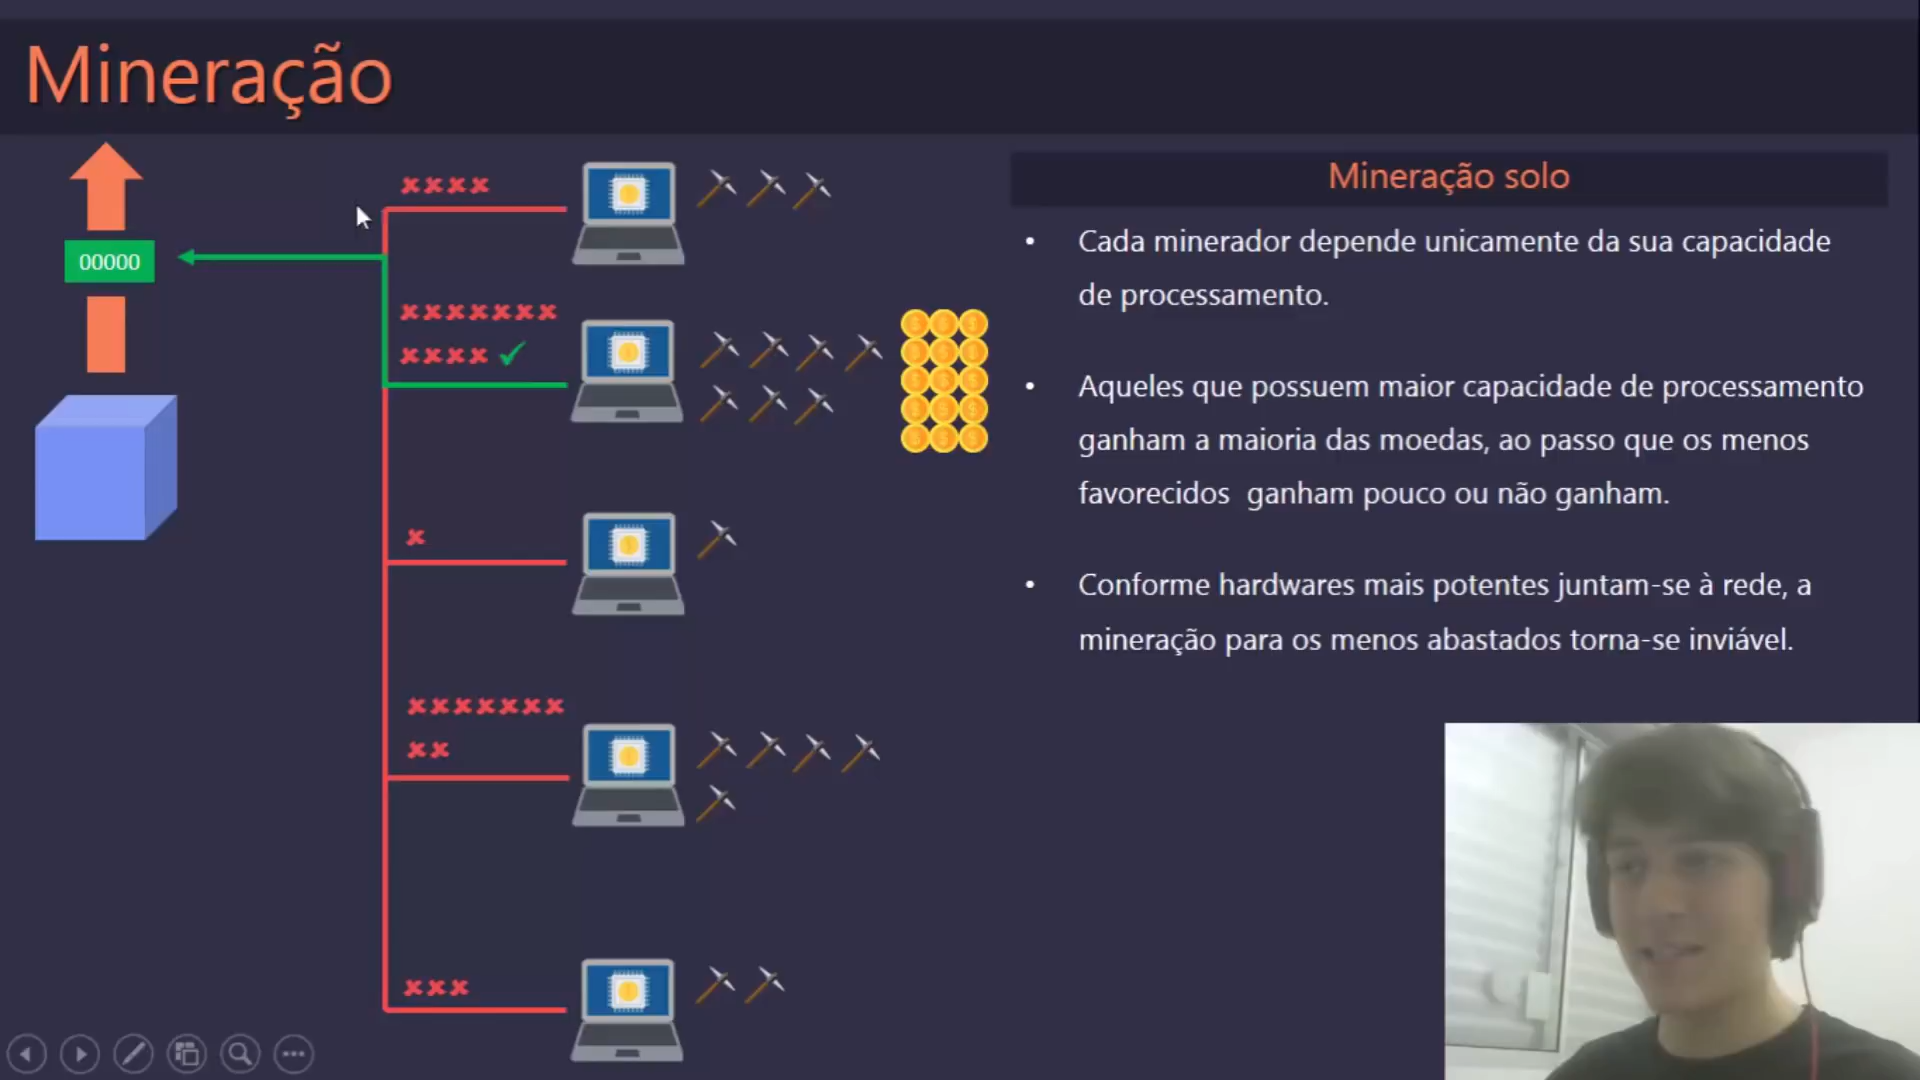 Mineração
00000
Mineração solo
• Cada minerador depende unicamente da sua capacidade
de processamento.
• Aqueles que possuem maior capacidade de processamento
ganham a maioria das moedas, ao passo que os menos
favorecidos  ganham pouco ou não ganham.
• Conforme hardwares mais potentes juntam-se à rede, a
mineração para os menos abastados torna-se inviável.